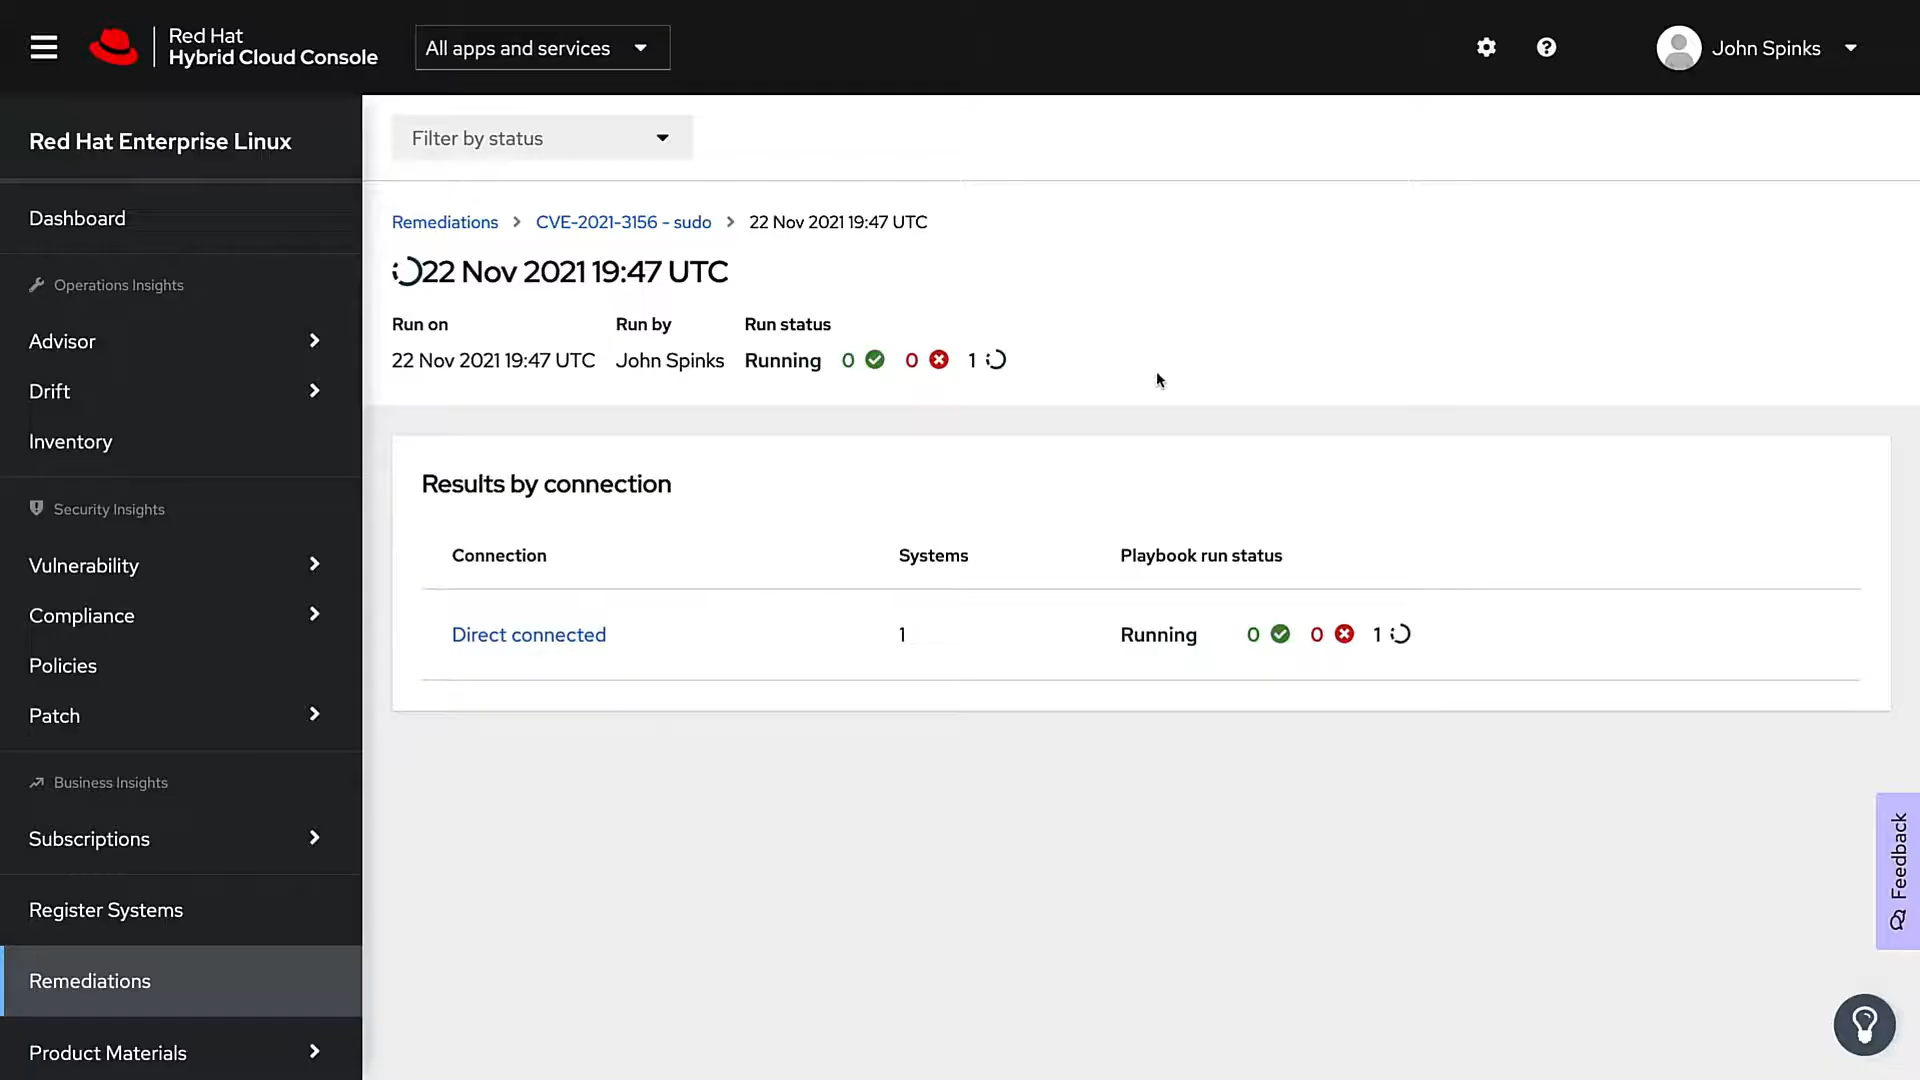 Red Hat
Hybrid Cloud Console
All apps and services
John Spinks
Red Hat Enterprise Linux
Dashboard
Operations Insights
Advisor
Drift
Inventory
Security Insights
Vulnerability
Compliance
Policies
Patch
Business Insights
Subscriptions
Register Systems
Remediations
Product Materials
Filter by status
Remediations > CVE-2021-3156 - sudo > 22 Nov 2021 19:47 UTC
22 Nov 2021 19:47 UTC
Run on Run by Run status
22 Nov 2021 19:47 UTC John Spinks Running 0 0 1
Results by connection
Connection Systems Playbook run status
Direct connected 1 Running 0 0 1
Feedback